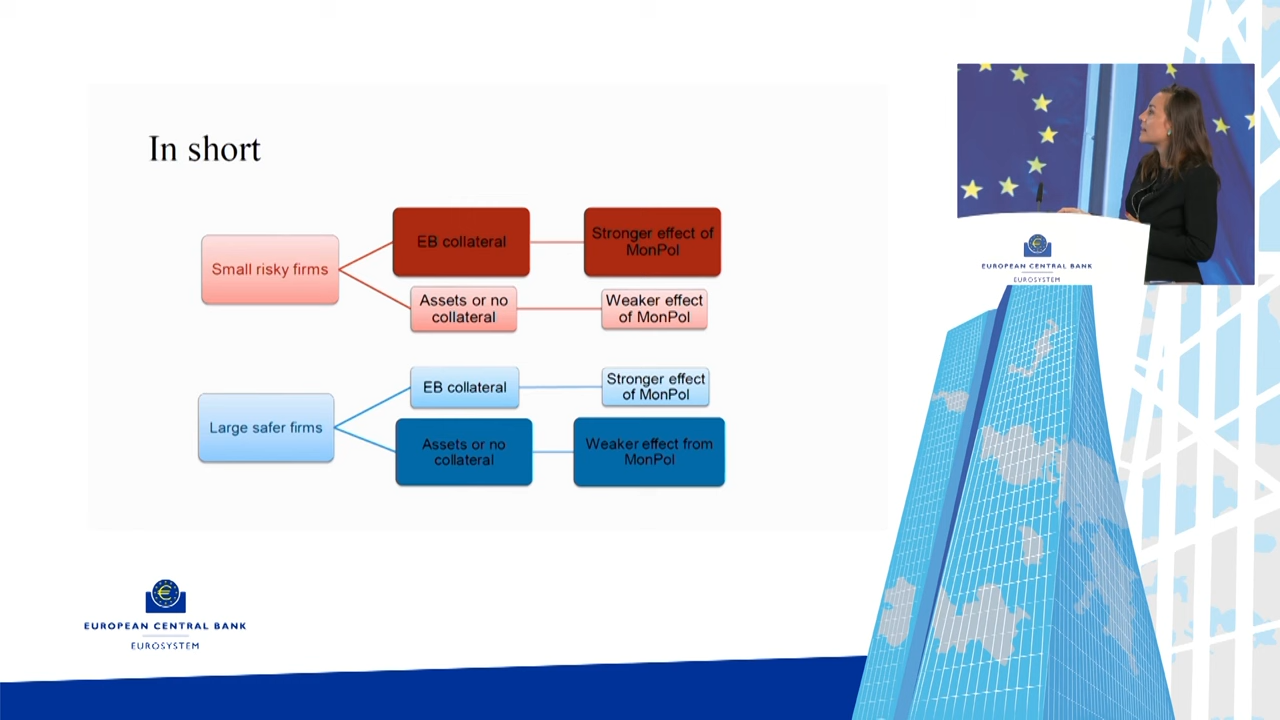 In short
Small risky firms
EB collateral
Stronger effect of
MonPol
Assets or no
collateral
Weaker effect
of MonPol
Large safer firms
EB collateral
Stronger effect
of MonPol
Assets or no
collateral
Weaker effect from
MonPol
EUROPEAN CENTRAL BANK
EUROSYSTEM
EUROPEAN CENTRAL BANK
EUROSYSTEM